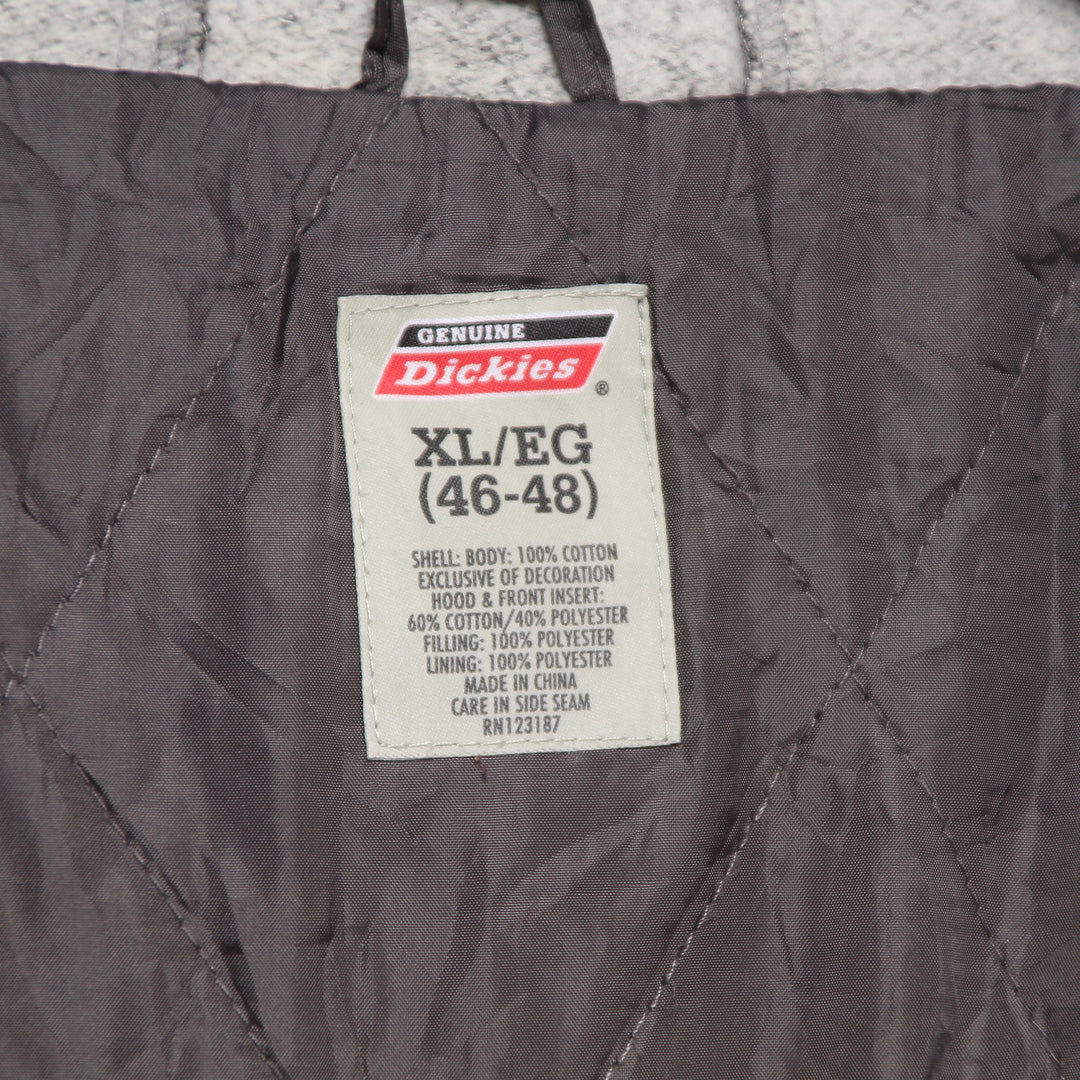 GENUINE
Dickies®
XL/EG
(46-48)
SHELL: BODY: 100% COTTON
EXCLUSIVE OF DECORATION
HOOD & FRONT INSERT:
60% COTTON/40% POLYESTER
FILLING: 100% POLYESTER
LINING: 100% POLYESTER
MADE IN CHINA
CARE IN SIDE SEAM
RN123187